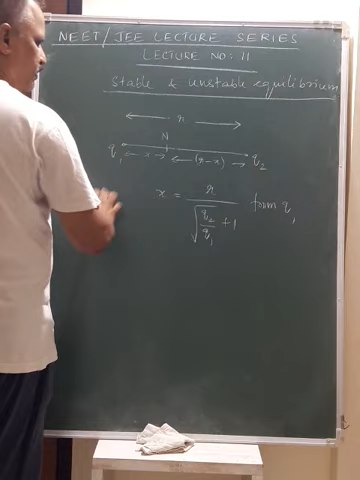 NEET/JEE LECTURE SERIES
LECTURE NO: 11
Stable & unstable equilibrium
r
N
q₁ x (r-x) q₂
x = r / (√(q₂/q₁) + 1) from q₁